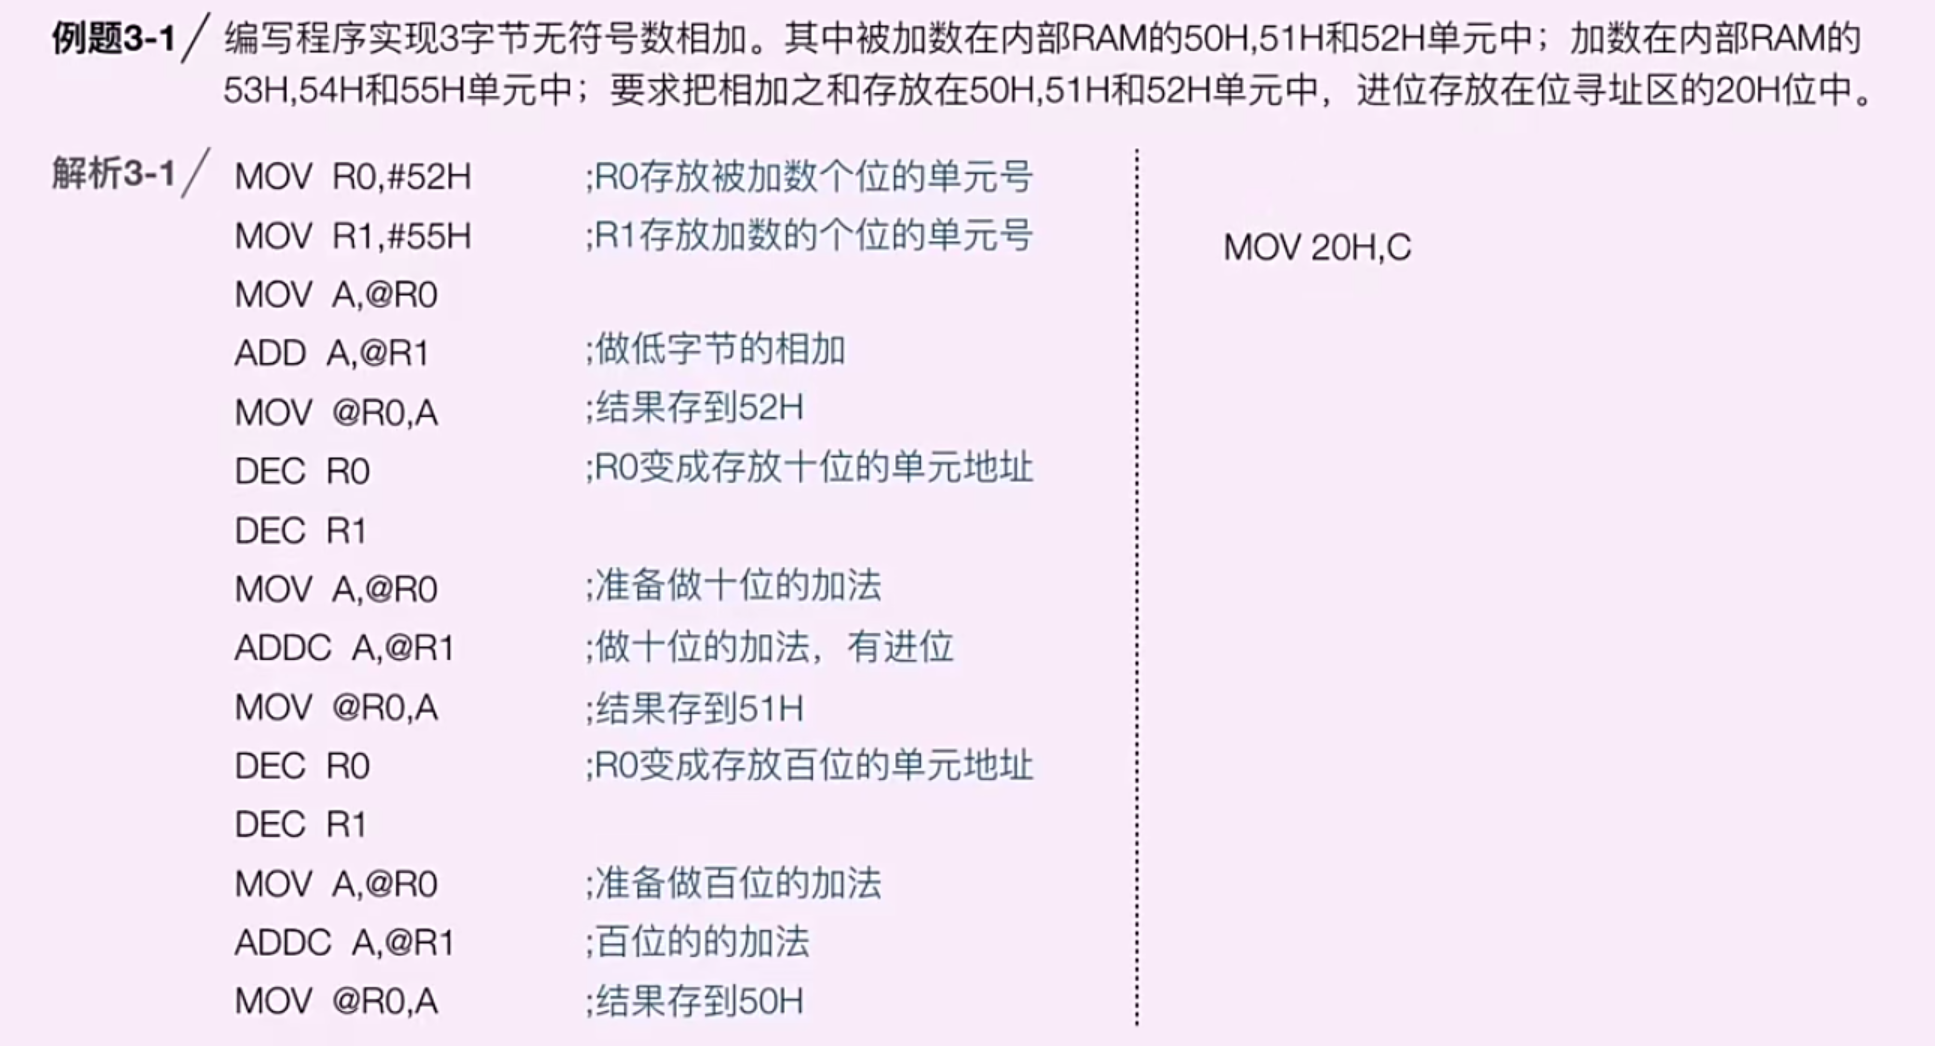 例题3-1/ 编写程序实现3字节无符号数相加。其中被加数在内部RAM的50H,51H和52H单元中；加数在内部RAM的
53H,54H和55H单元中；要求把相加之和存放在50H,51H和52H单元中，进位存放在位寻址区的20H位中。
解析3-1/ MOV R0,#52H ;R0存放被加数个位的单元号
MOV R1,#55H ;R1存放加数的个位的单元号
MOV A,@R0
ADD A,@R1 ;做低字节的相加
MOV @R0,A ;结果存到52H
DEC R0 ;R0变成存放十位的单元地址
DEC R1
MOV A,@R0 ;准备做十位的加法
ADDC A,@R1 ;做十位的加法，有进位
MOV @R0,A ;结果存到51H
DEC R0 ;R0变成存放百位的单元地址
DEC R1
MOV A,@R0 ;准备做百位的加法
ADDC A,@R1 ;百位的的加法
MOV @R0,A ;结果存到50H
MOV 20H,C